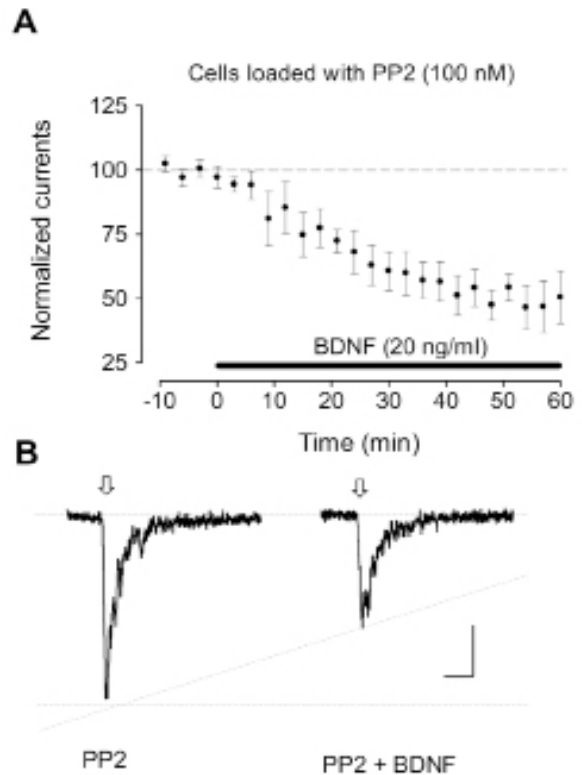 A
Cells loaded with PP2 (100 nM)
Normalized currents
125
100
75
50
25
BDNF (20 ng/ml)
-10 0 10 20 30 40 50 60
Time (min)
B
PP2
PP2 + BDNF